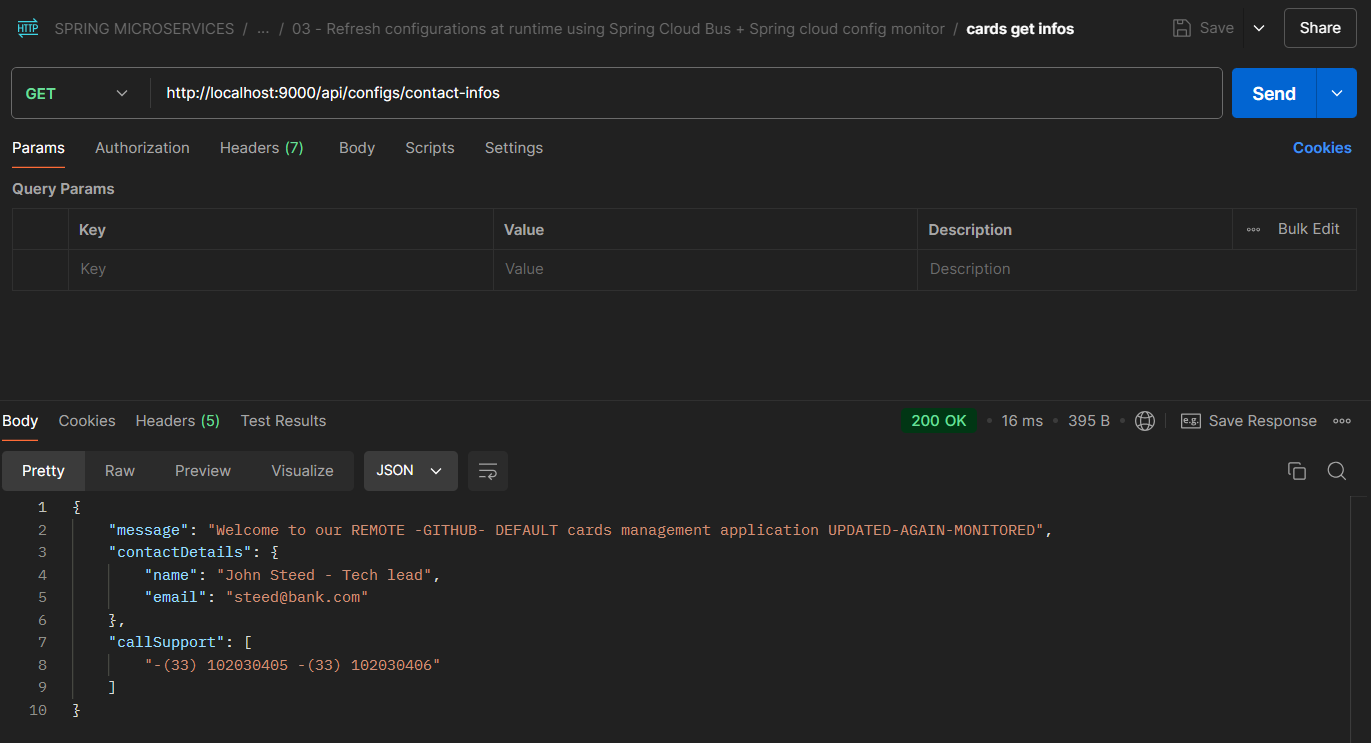 HTTP SPRING MICROSERVICES / ... / 03 - Refresh configurations at runtime using Spring Cloud Bus + Spring cloud config monitor / cards get infos Save Share
GET http://localhost:9000/api/configs/contact-infos Send
Params Authorization Headers (7) Body Scripts Settings Cookies
Query Params
Key Value Description Bulk Edit
Key Value Description
Body Cookies Headers (5) Test Results 200 OK • 16 ms • 395 B • e.g. Save Response
Pretty Raw Preview Visualize JSON
1 {
2 "message": "Welcome to our REMOTE -GITHUB- DEFAULT cards management application UPDATED-AGAIN-MONITORED",
3 "contactDetails": {
4 "name": "John Steed - Tech lead",
5 "email": "steed@bank.com"
6 },
7 "callSupport": [
8 "-(33) 102030405 -(33) 102030406"
9 ]
10 }